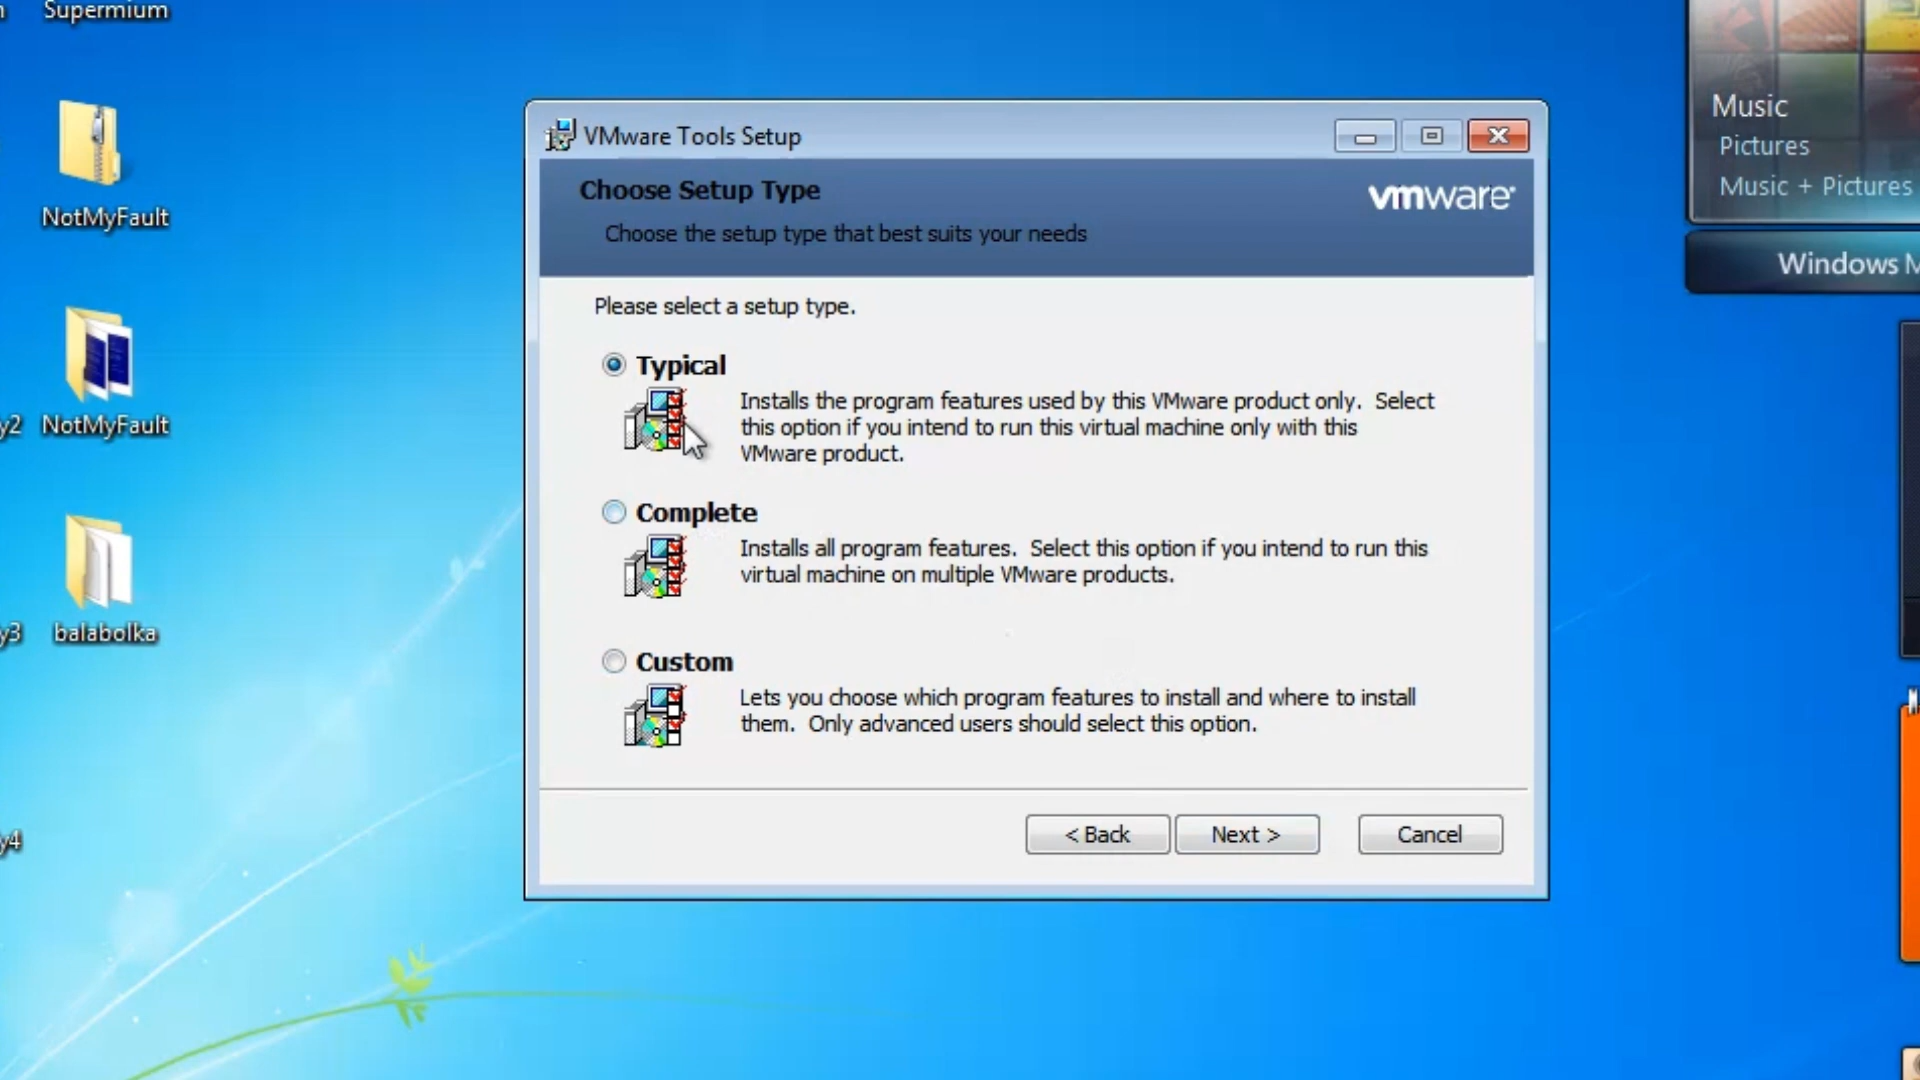 Supermium
NotMyFault
y2 NotMyFault
y3 balabolka
y4
VMware Tools Setup
Choose Setup Type
vmware
Choose the setup type that best suits your needs
Please select a setup type.
Typical
Installs the program features used by this VMware product only. Select
this option if you intend to run this virtual machine only with this
VMware product.
Complete
Installs all program features. Select this option if you intend to run this
virtual machine on multiple VMware products.
Custom
Lets you choose which program features to install and where to install
them. Only advanced users should select this option.
< Back
Next >
Cancel
Music
Pictures
Music + Pictures
Windows M